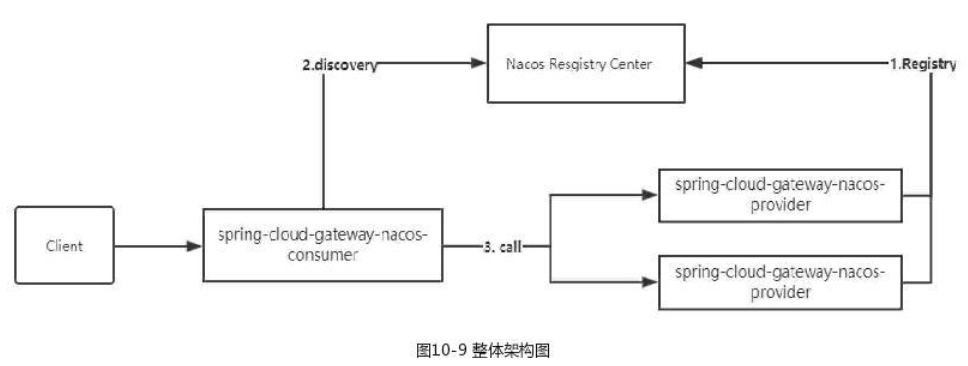 2.discovery
Nacos Resgistry Center
1.Registry
spring-cloud-gateway-nacos-
provider
Client
spring-cloud-gateway-nacos-
consumer
3. call
spring-cloud-gateway-nacos-
provider
图10-9 整体架构图